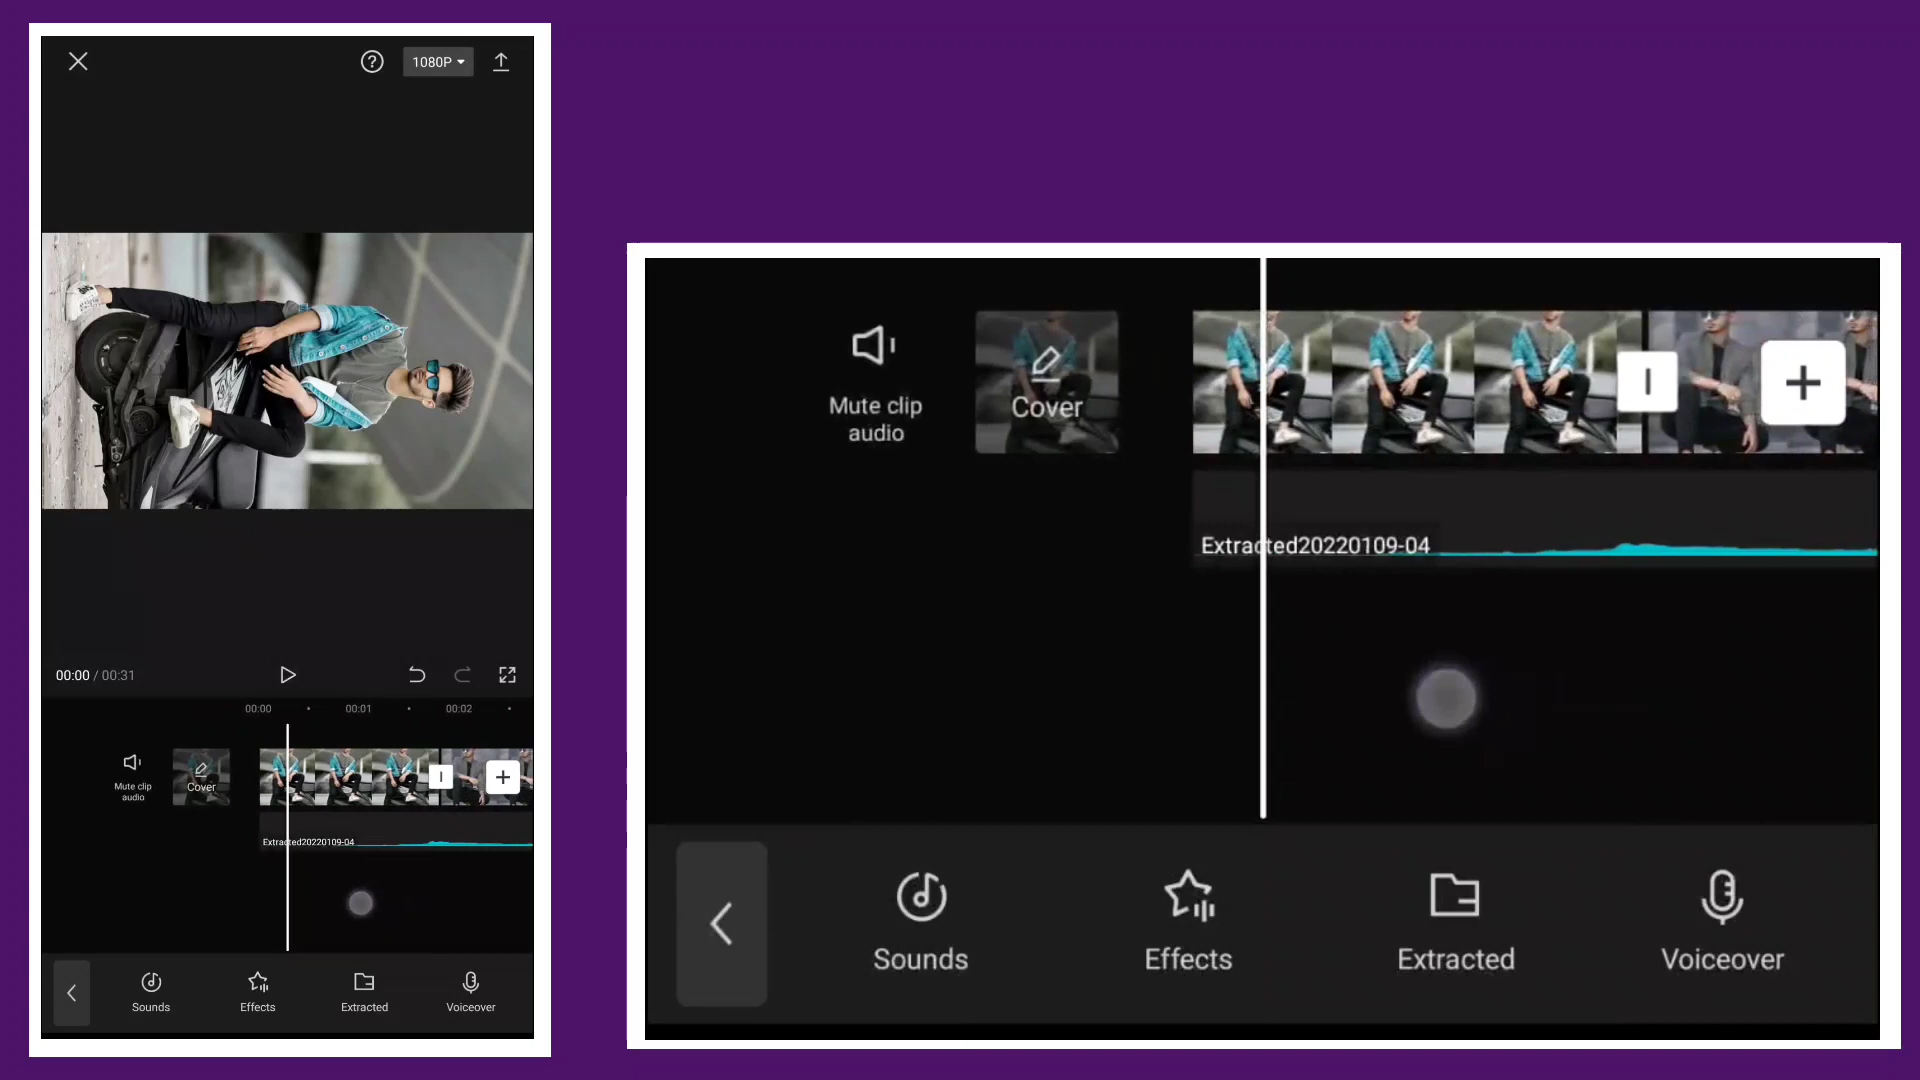 1080P
00:00 / 00:31
00:00 00:01 00:02
Mute clip
audio
Cover
Extracted20220109-04
Sounds Effects Extracted Voiceover
Mute clip
audio
Cover
Extracted20220109-04
Sounds Effects Extracted Voiceover